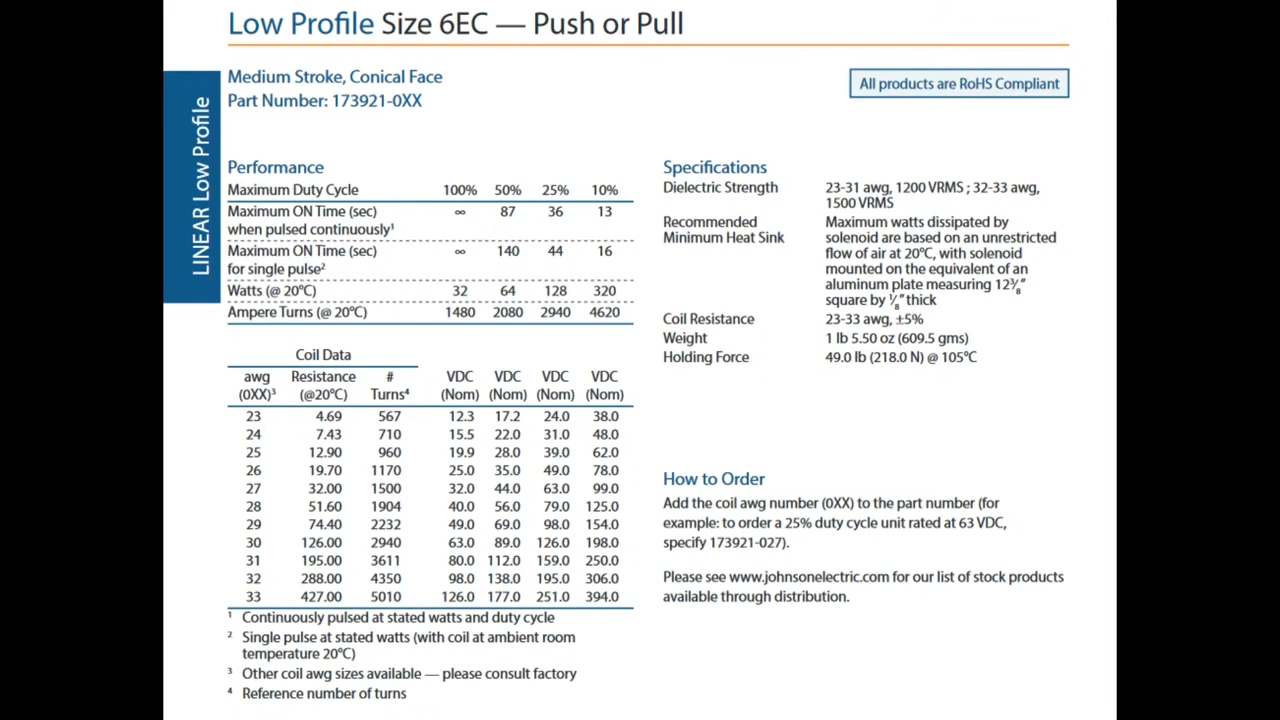 Low Profile Size 6EC — Push or Pull
LINEAR Low Profile
Medium Stroke, Conical Face
Part Number: 173921-0XX
All products are RoHS Compliant
Performance
Maximum Duty Cycle 100% 50% 25% 10%
Maximum ON Time (sec) ∞ 87 36 13
when pulsed continuously¹
Maximum ON Time (sec) ∞ 140 44 16
for single pulse²
Watts (@ 20°C) 32 64 128 320
Ampere Turns (@ 20°C) 1480 2080 2940 4620
Coil Data
awg Resistance # VDC VDC VDC VDC
(0XX)³ (@20°C) Turns⁴ (Nom) (Nom) (Nom) (Nom)
23 4.69 567 12.3 17.2 24.0 38.0
24 7.43 710 15.5 22.0 31.0 48.0
25 12.90 960 19.9 28.0 39.0 62.0
26 19.70 1170 25.0 35.0 49.0 78.0
27 32.00 1500 32.0 44.0 63.0 99.0
28 51.60 1904 40.0 56.0 79.0 125.0
29 74.40 2232 49.0 69.0 98.0 154.0
30 126.00 2940 63.0 89.0 126.0 198.0
31 195.00 3611 80.0 112.0 159.0 250.0
32 288.00 4350 98.0 138.0 195.0 306.0
33 427.00 5010 126.0 177.0 251.0 394.0
¹ Continuously pulsed at stated watts and duty cycle
² Single pulse at stated watts (with coil at ambient room
temperature 20°C)
³ Other coil awg sizes available — please consult factory
⁴ Reference number of turns
Specifications
Dielectric Strength 23-31 awg, 1200 VRMS ; 32-33 awg,
1500 VRMS
Recommended Maximum watts dissipated by
Minimum Heat Sink solenoid are based on an unrestricted
flow of air at 20°C, with solenoid
mounted on the equivalent of an
aluminum plate measuring 12⅜"
square by ⅛" thick
Coil Resistance 23-33 awg, ±5%
Weight 1 lb 5.50 oz (609.5 gms)
Holding Force 49.0 lb (218.0 N) @ 105°C
How to Order
Add the coil awg number (0XX) to the part number (for
example: to order a 25% duty cycle unit rated at 63 VDC,
specify 173921-027).
Please see www.johnsonelectric.com for our list of stock products
available through distribution.